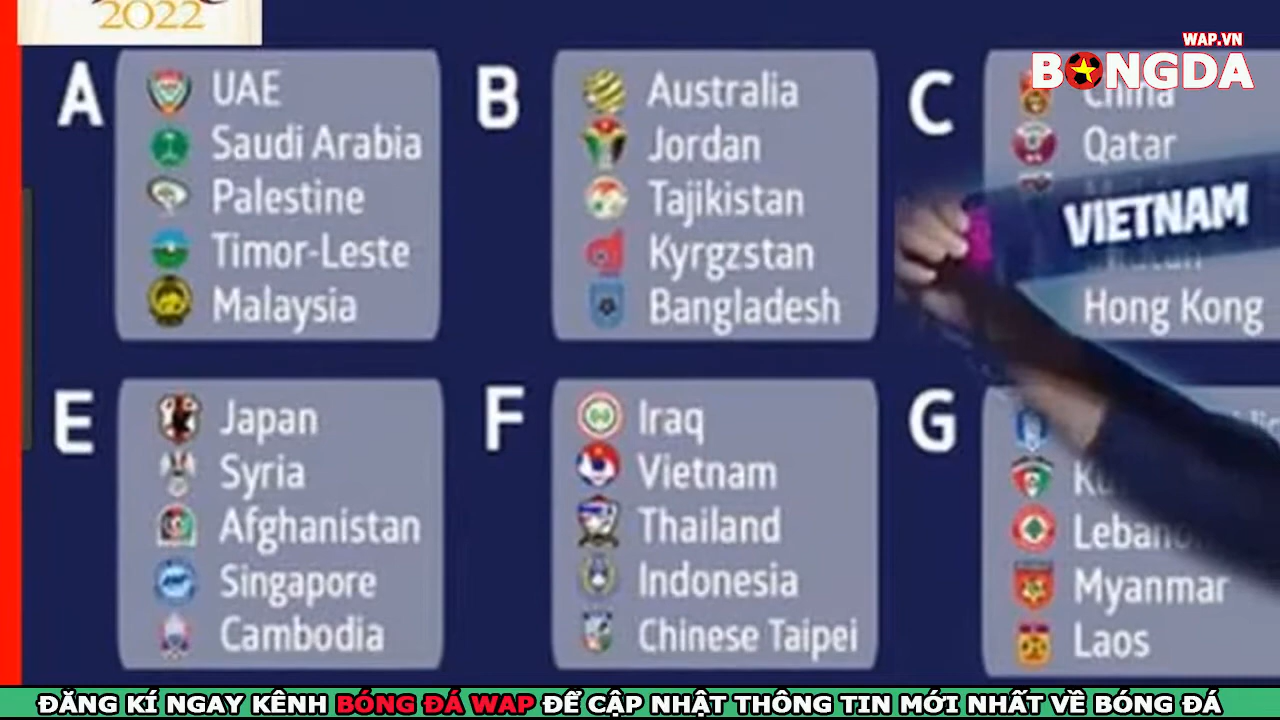 2022
WAP.VN
BONGDA
A
UAE
Saudi Arabia
Palestine
Timor-Leste
Malaysia
B
Australia
Jordan
Tajikistan
Kyrgzstan
Bangladesh
C
China
Qatar
VIETNAM
Hong Kong
E
Japan
Syria
Afghanistan
Singapore
Cambodia
F
Iraq
Vietnam
Thailand
Indonesia
Chinese Taipei
G
Lebano
Myanmar
Laos
ĐĂNG KÍ NGAY KÊNH BÓNG ĐÁ WAP ĐỂ CẬP NHẬT THÔNG TIN MỚI NHẤT VỀ BÓNG ĐÁ